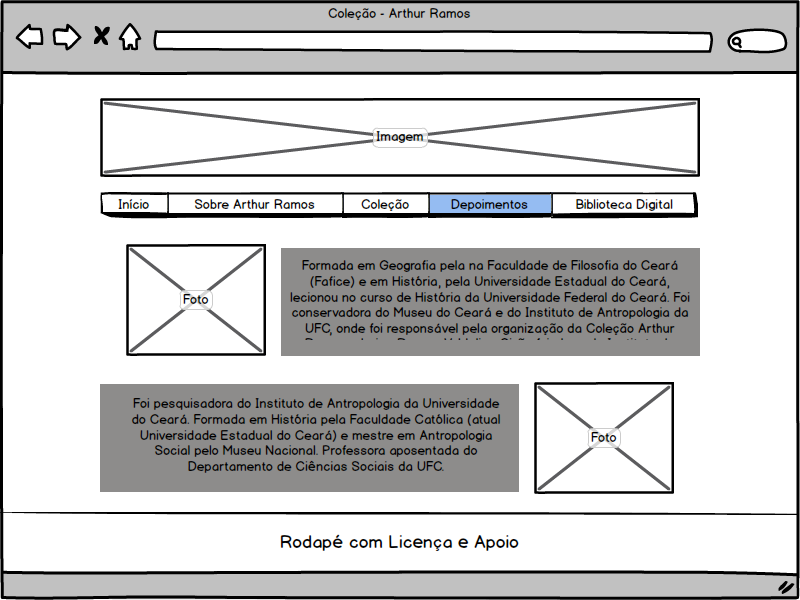 Coleção - Arthur Ramos
Imagem
Início
Sobre Arthur Ramos
Coleção
Depoimentos
Biblioteca Digital
Foto
Formada em Geografia pela na Faculdade de Filosofia do Ceará
(Fafice) e em História, pela Universidade Estadual do Ceará,
lecionou no curso de História da Universidade Federal do Ceará. Foi
conservadora do Museu do Ceará e do Instituto de Antropologia da
UFC, onde foi responsável pela organização da Coleção Arthur
Foi pesquisadora do Instituto de Antropologia da Universidade
do Ceará. Formada em História pela Faculdade Católica (atual
Universidade Estadual do Ceará) e mestre em Antropologia
Social pelo Museu Nacional. Professora aposentada do
Departamento de Ciências Sociais da UFC.
Foto
Rodapé com Licença e Apoio